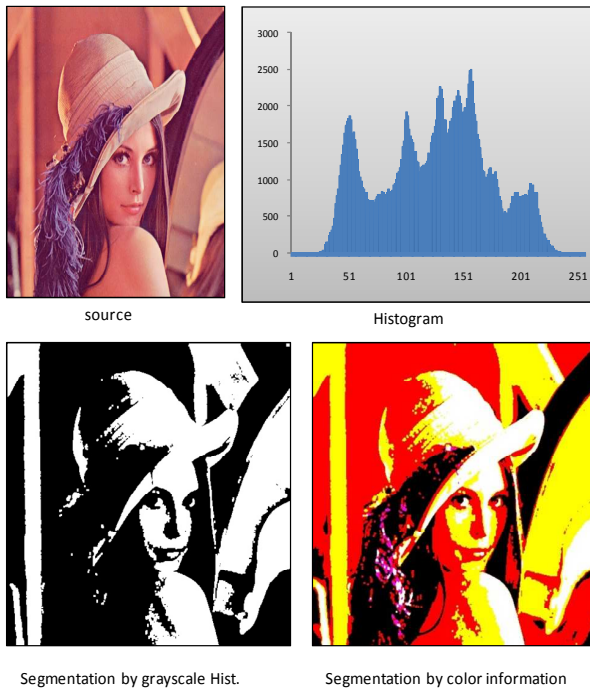 3000
2500
2000
1500
1000
500
0
1 51 101 151 201 251
source
Histogram
Segmentation by grayscale Hist.
Segmentation by color information